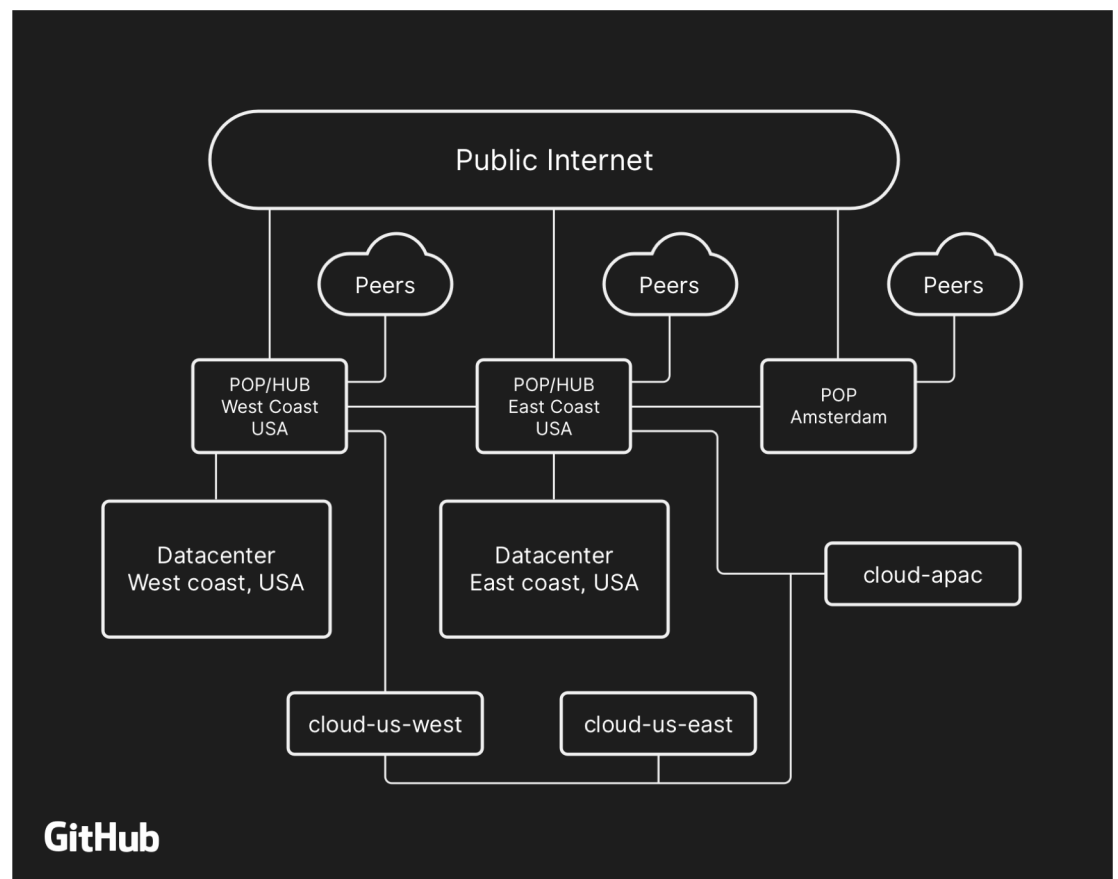 Public Internet
Peers
Peers
Peers
POP/HUB
West Coast
USA
POP/HUB
East Coast
USA
POP
Amsterdam
Datacenter
West coast, USA
Datacenter
East coast, USA
cloud-apac
cloud-us-west
cloud-us-east
GitHub